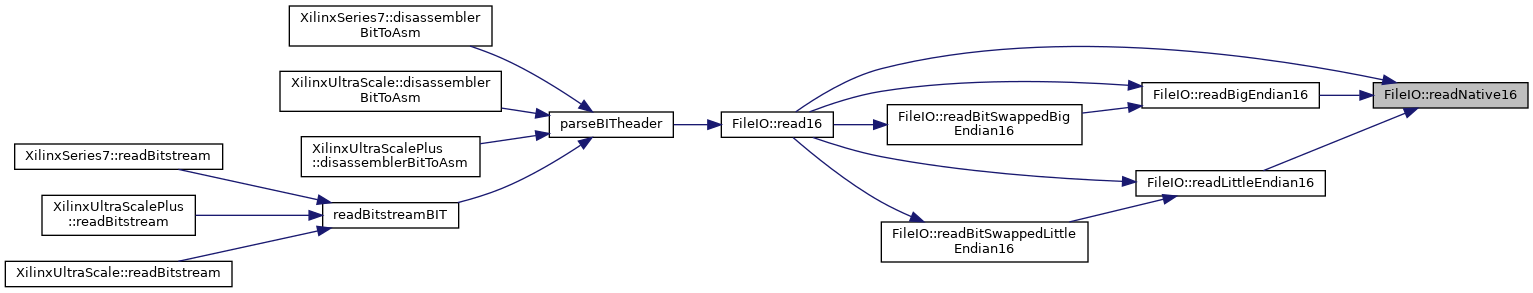 XilinxSeries7::disassembler
BitToAsm
XilinxUltraScale::disassembler
BitToAsm
XilinxUltraScalePlus
::disassemblerBitToAsm
XilinxSeries7::readBitstream
XilinxUltraScalePlus
::readBitstream
XilinxUltraScale::readBitstream
readBitstreamBIT
parseBITheader
FileIO::read16
FileIO::readBigEndian16
FileIO::readBitSwappedBig
Endian16
FileIO::readLittleEndian16
FileIO::readBitSwappedLittle
Endian16
FileIO::readNative16